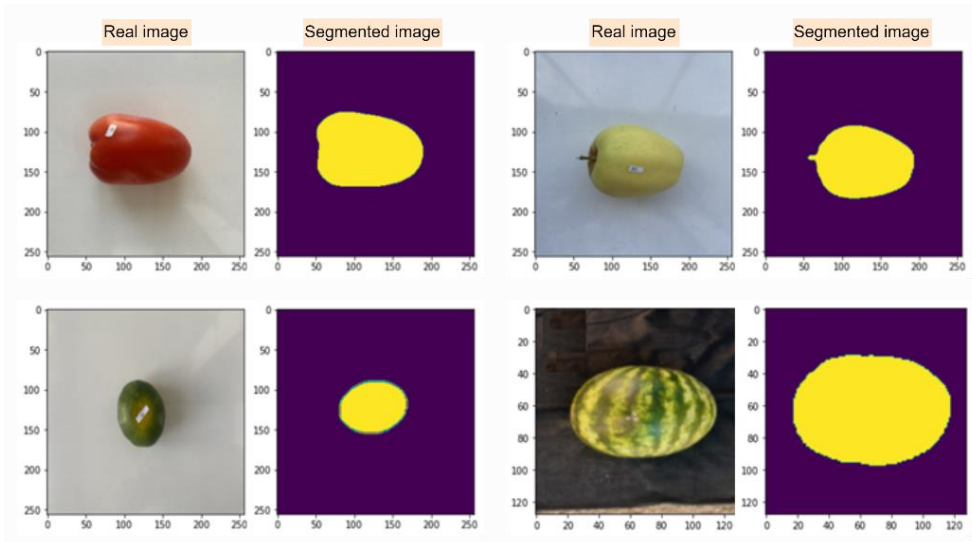 Real image Segmented image Real image Segmented image
0 0 0 0
50 50 50 50
100 100 100 100
150 150 150 150
200 200 200 200
250 250 250 250
0 50 100 150 200 250 0 50 100 150 200 250 0 50 100 150 200 250 0 50 100 150 200 250
0 0 0 0
50 50 20 20
100 100 40 40
150 150 60 60
200 200 80 80
250 250 100 100
120 120
0 50 100 150 200 250 0 50 100 150 200 250 0 20 40 60 80 100 120 0 20 40 60 80 100 120